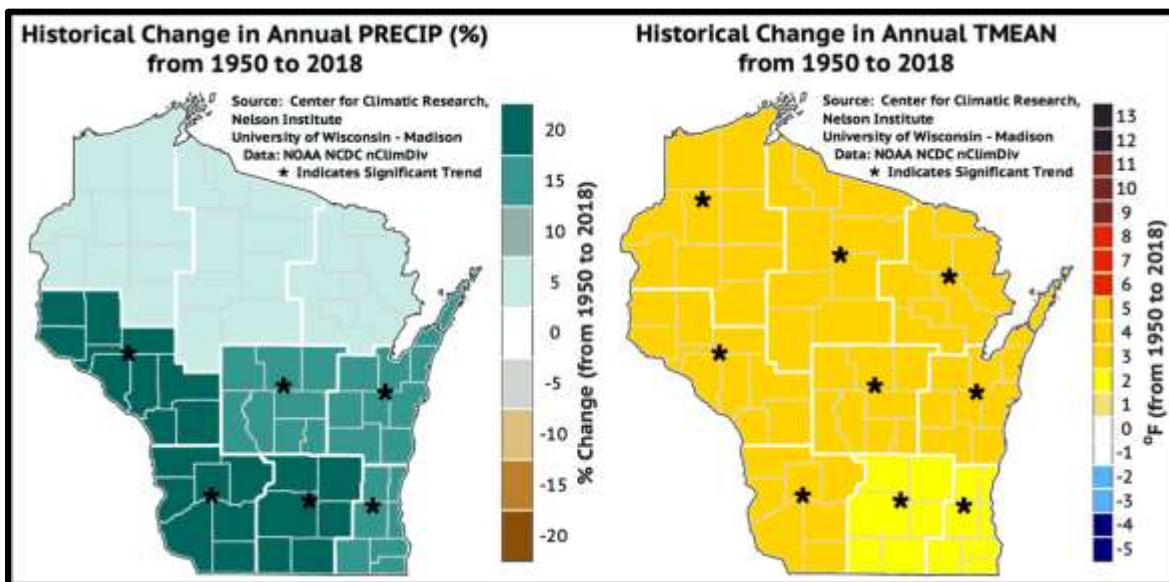 Historical Change in Annual PRECIP (%)
from 1950 to 2018
Source: Center for Climatic Research,
Nelson Institute
University of Wisconsin - Madison
Data: NOAA NCDC nClimDiv
★ Indicates Significant Trend
20
15
10
5
0
-5
-10
-15
-20
% Change (from 1950 to 2018)
Historical Change in Annual TMEAN
from 1950 to 2018
Source: Center for Climatic Research,
Nelson Institute
University of Wisconsin - Madison
Data: NOAA NCDC nClimDiv
★ Indicates Significant Trend
13
12
11
10
9
8
7
6
5
4
3
2
1
0
-1
-2
-3
-4
-5
°F (from 1950 to 2018)